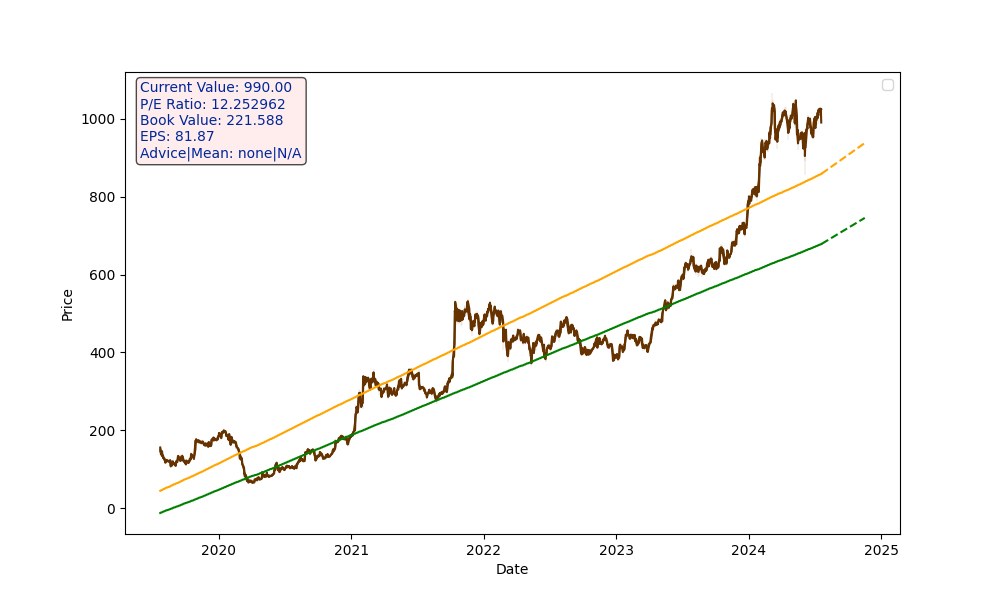 Current Value: 990.00
P/E Ratio: 12.252962
Book Value: 221.588
EPS: 81.87
Advice|Mean: none|N/A
1000
800
600
400
200
0
Price
2020 2021 2022 2023 2024 2025
Date